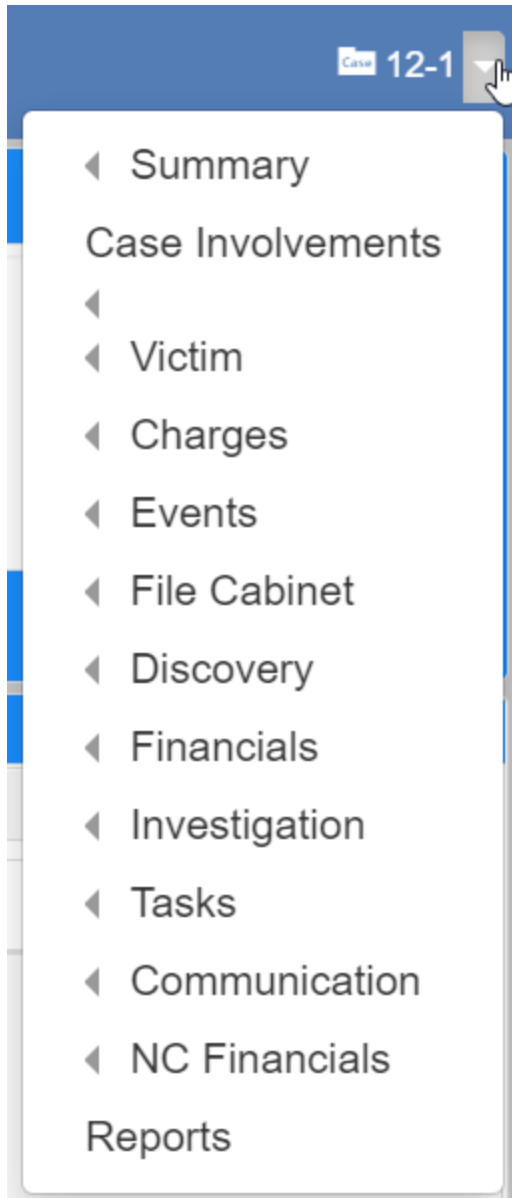 Case 12-1
Summary
Case Involvements
Victim
Charges
Events
File Cabinet
Discovery
Financials
Investigation
Tasks
Communication
NC Financials
Reports